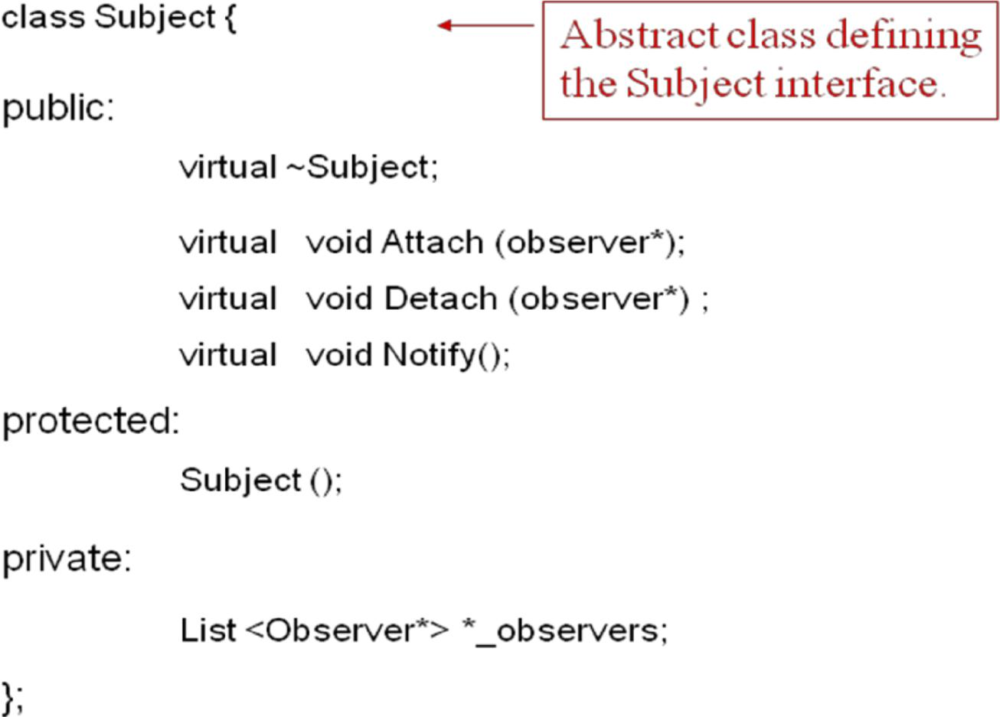 class Subject {
Abstract class defining
the Subject interface.
public:
virtual ~Subject;
virtual void Attach (observer*);
virtual void Detach (observer*) ;
virtual void Notify();
protected:
Subject ();
private:
List <Observer*> *_observers;
};